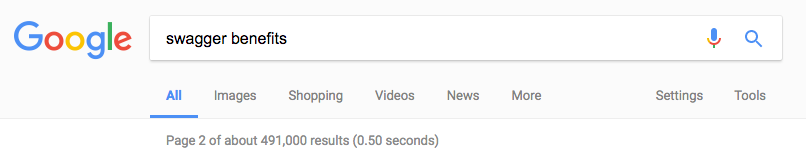 Google swagger benefits
All Images Shopping Videos News More Settings Tools
Page 2 of about 491,000 results (0.50 seconds)